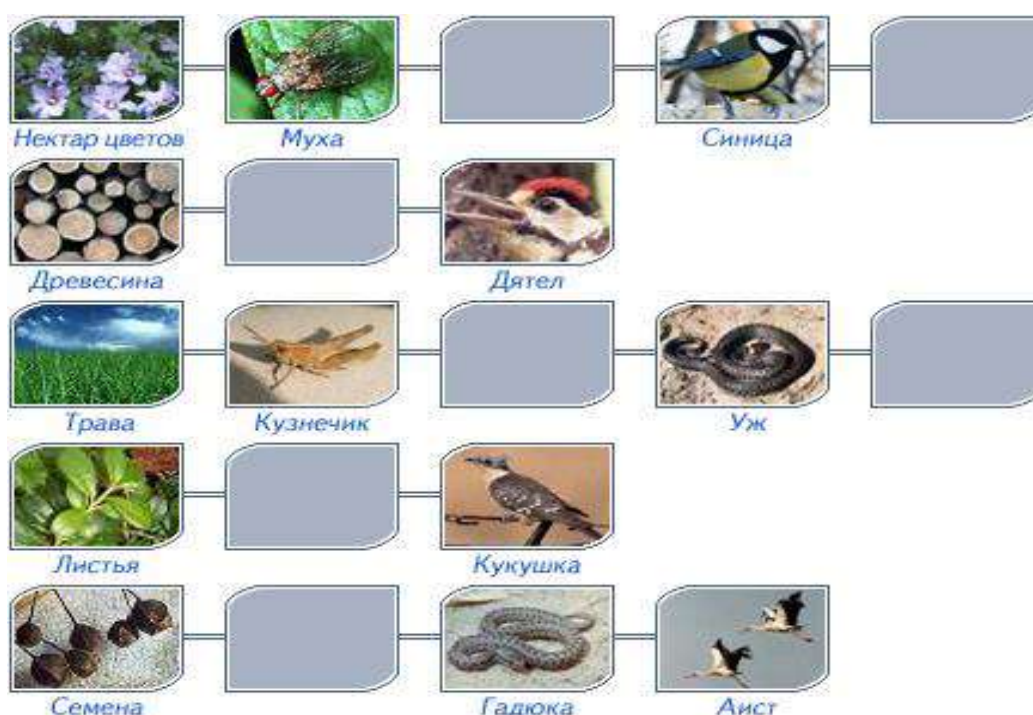 Нектар цветов Муха Синица
Древесина Дятел
Трава Кузнечик Уж
Листья Кукушка
Семена Гадюка Аист